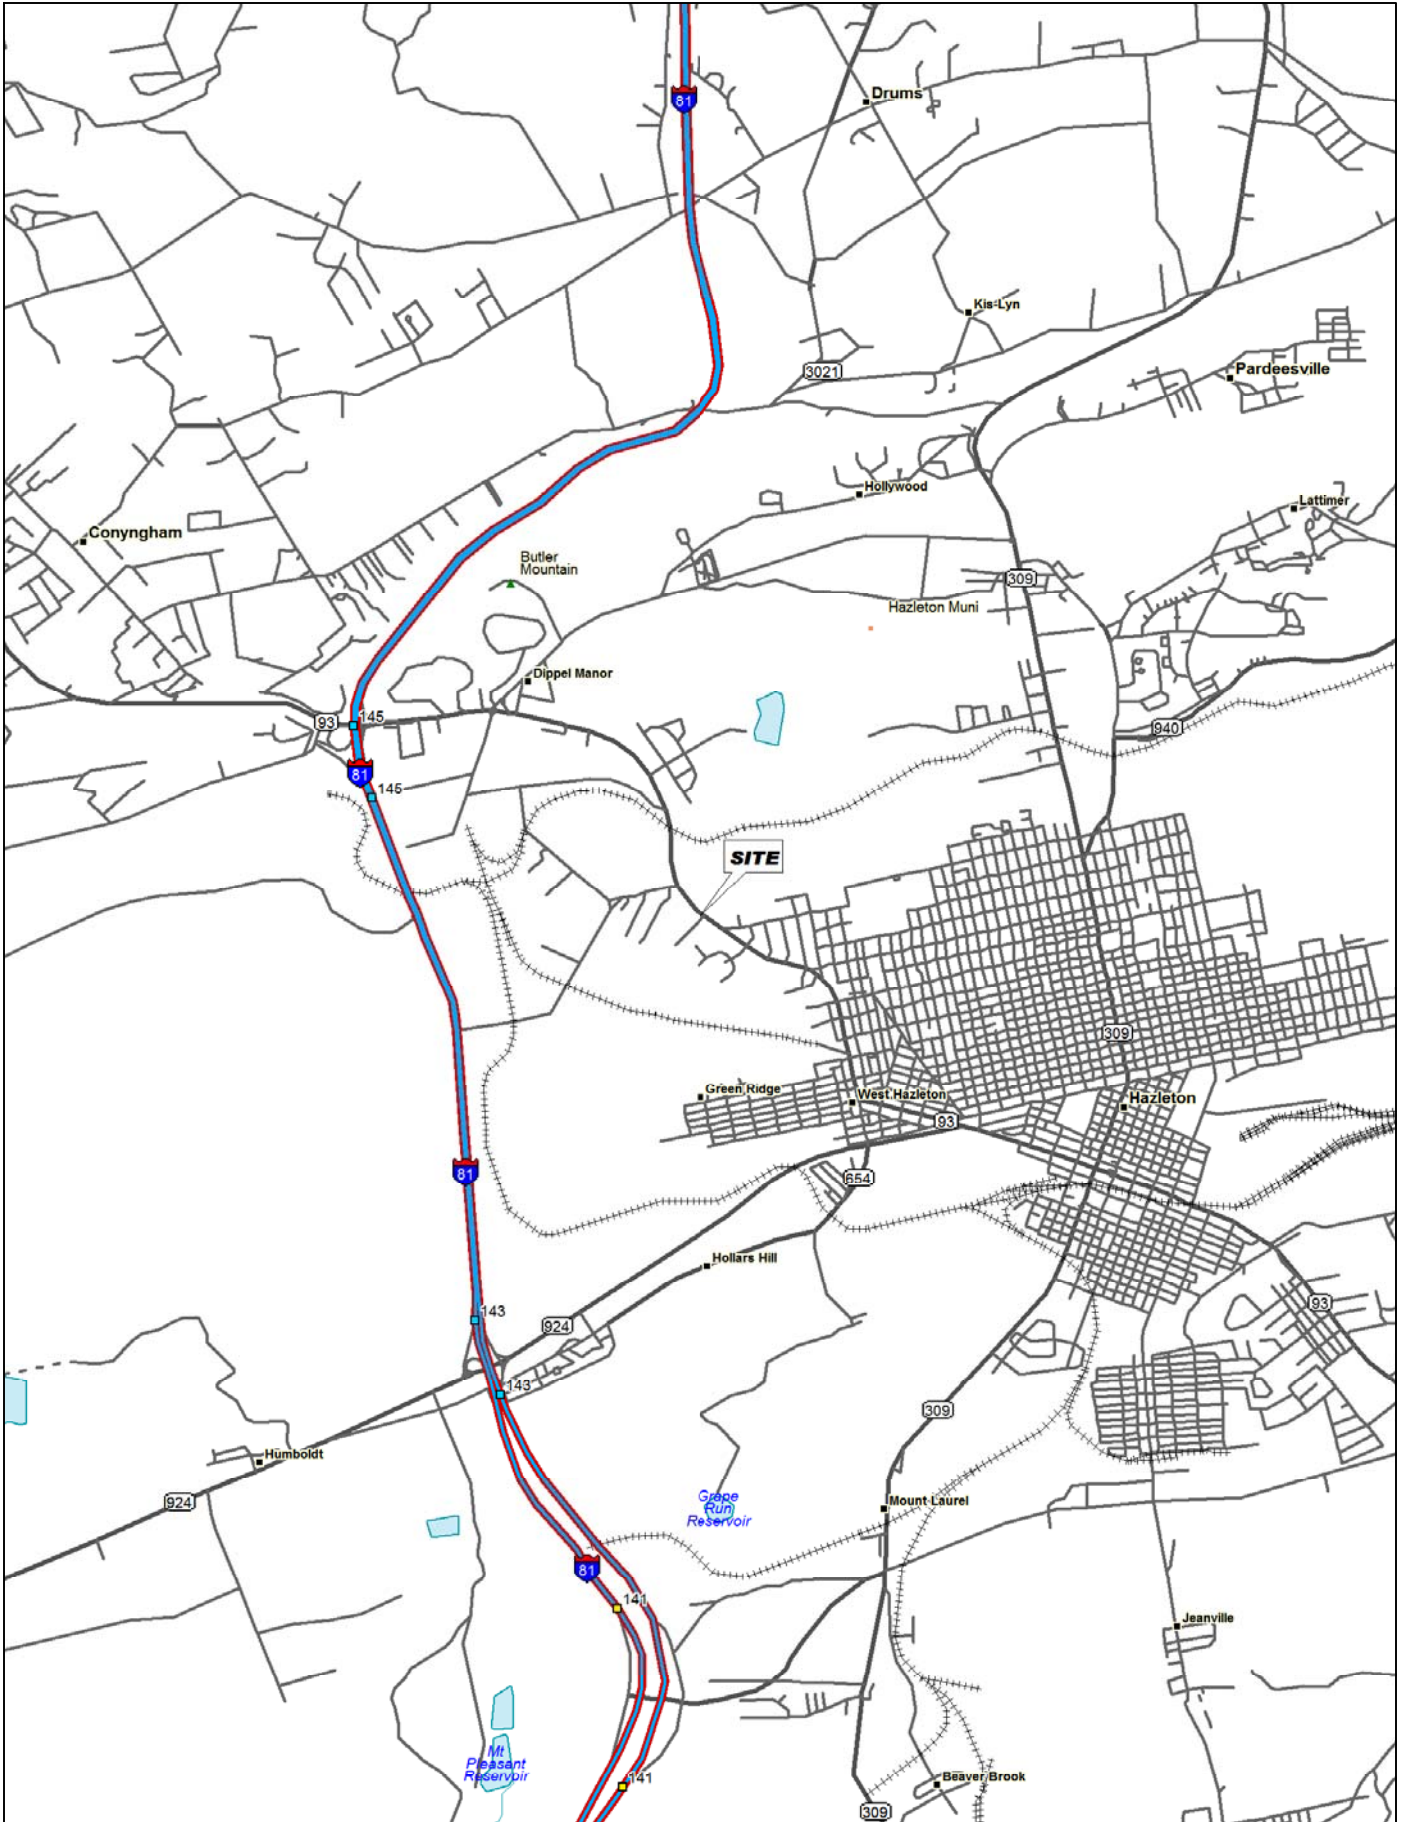 81
Drums
Kis-Lyn
3021
Pardeesville
Hollywood
Lattimer
Conyngham
Butler
Mountain
309
Hazleton Muni
Dippel Manor
93
145
940
81
145
SITE
309
Green Ridge
West Hazleton
Hazleton
93
81
654
Hollars Hill
143
924
93
143
309
Humboldt
924
Grape
Run
Reservoir
Mount Laurel
81
141
Jeanville
Mt
Pleasant
Reservoir
141
Beaver Brook
309